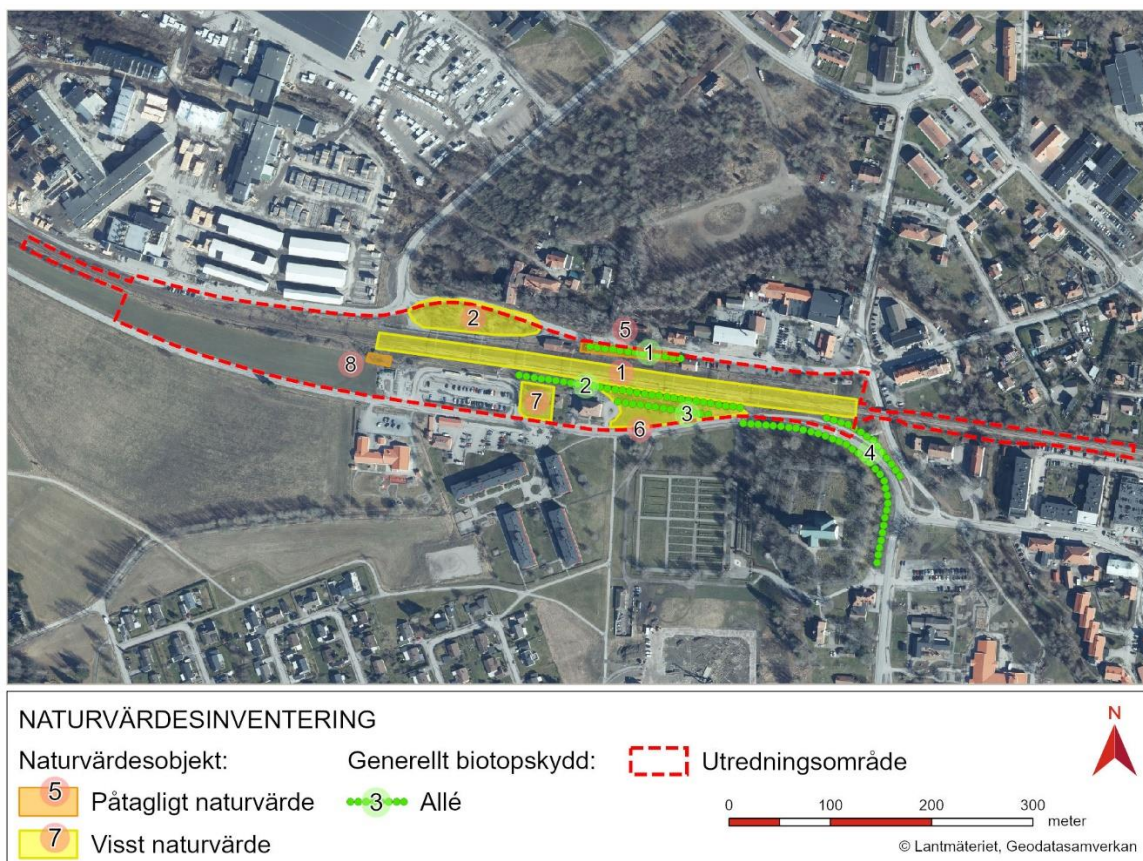 5
2
1
1
8
2
7
3
6
4
NATURVÄRDESINVENTERING
Naturvärdesobjekt:
5 Påtagligt naturvärde
7 Visst naturvärde
Generellt biotopskydd:
3 Allé
Utredningsområde
N
0 100 200 300
meter
© Lantmäteriet, Geodatasamverkan